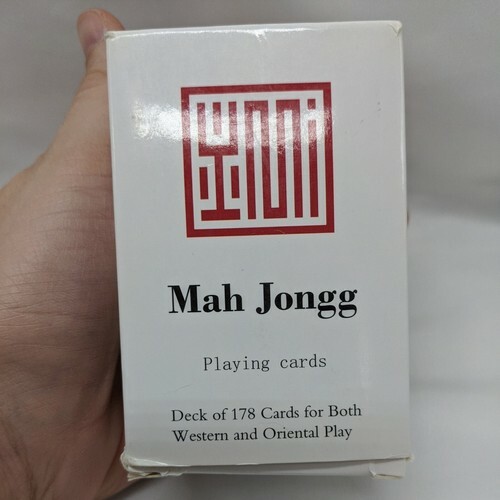 Mah Jongg
Playing cards
Deck of 178 Cards for Both
Western and Oriental Play